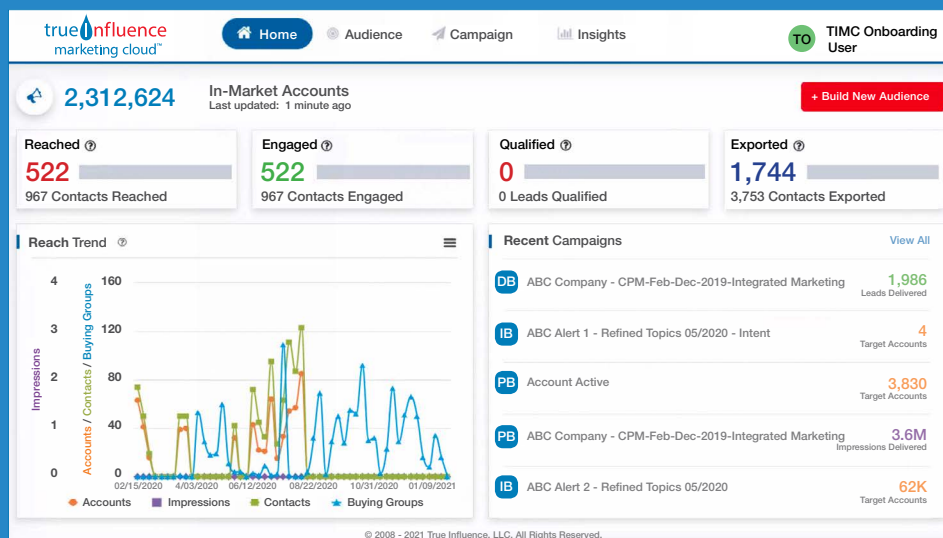 true influence
marketing cloud™
Home
Audience
Campaign
Insights
TO
TIMC Onboarding
User
2,312,624
In-Market Accounts
Last updated: 1 minute ago
+ Build New Audience
Reached ?
522
967 Contacts Reached
Engaged ?
522
967 Contacts Engaged
Qualified ?
0
0 Leads Qualified
Exported ?
1,744
3,753 Contacts Exported
Reach Trend ?
Impressions
4
3
2
1
0
Accounts / Contacts / Buying Groups
160
120
80
40
0
02/15/2020
4/03/2020
06/12/2020
08/22/2020
10/31/2020
01/09/2021
Accounts
Impressions
Contacts
Buying Groups
Recent Campaigns
View All
DB
ABC Company - CPM-Feb-Dec-2019-Integrated Marketing
1,986
Leads Delivered
IB
ABC Alert 1 - Refined Topics 05/2020 - Intent
4
Target Accounts
PB
Account Active
3,830
Target Accounts
PB
ABC Company - CPM-Feb-Dec-2019-Integrated Marketing
3.6M
Impressions Delivered
IB
ABC Alert 2 - Refined Topics 05/2020
62K
Target Accounts
© 2008 - 2021 True Influence, LLC. All Rights Reserved.